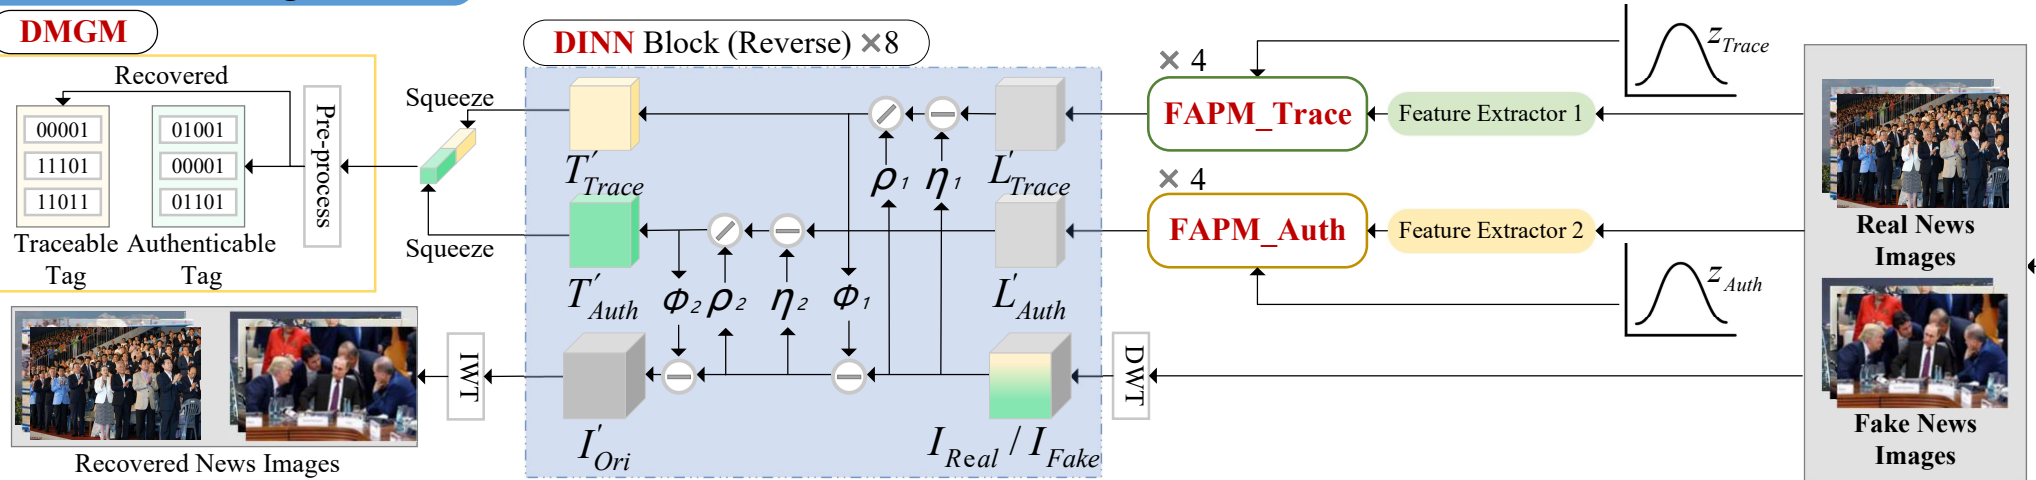 DMGM
Recovered
00001
11101
11011
01001
00001
01101
Traceable
Tag
Authenticable
Tag
Pre-process
Squeeze
Squeeze
DINN Block (Reverse) ×8
T'Trace
T'Auth
I'Ori
ρ1
η1
L'Trace
Φ2
ρ2
η2
Φ1
L'Auth
IReal / IFake
IWT
DWT
Recovered News Images
× 4
FAPM_Trace
Feature Extractor 1
zTrace
× 4
FAPM_Auth
Feature Extractor 2
zAuth
Real News
Images
Fake News
Images